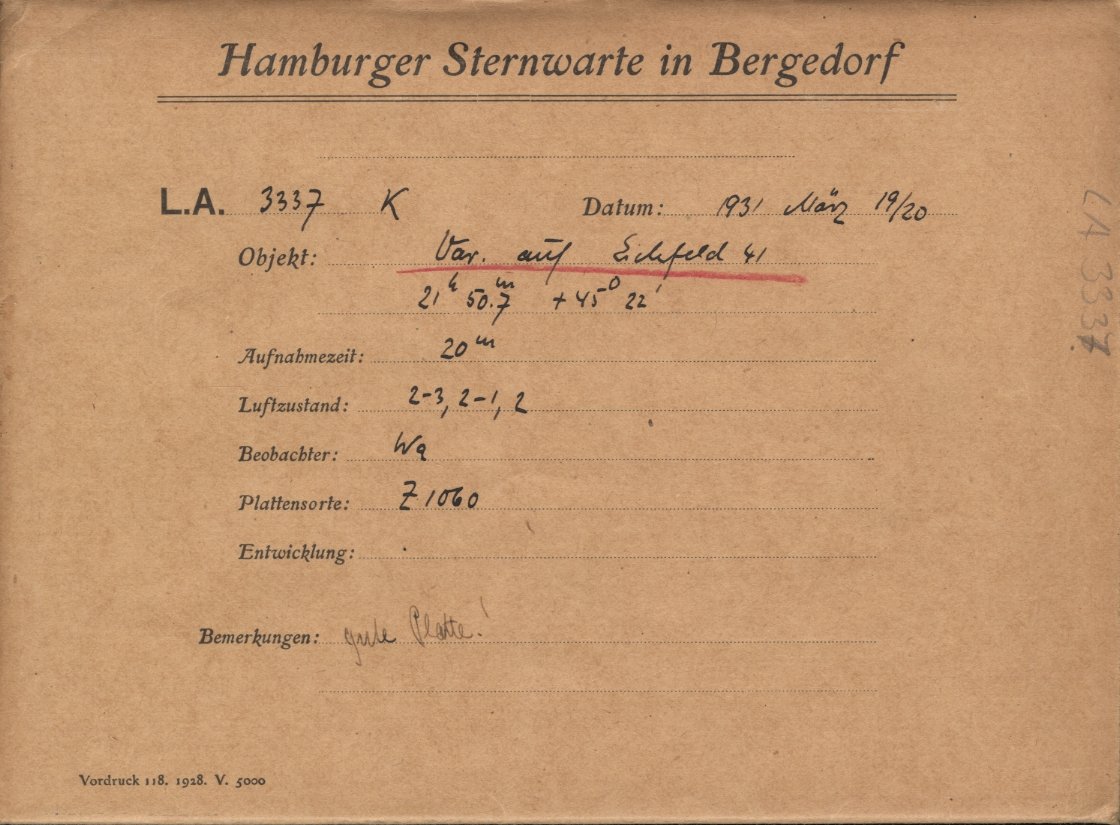 Hamburger Sternwarte in Bergedorf
L.A. 3337 K Datum: 1931 März 19/20
Objekt: Var. auf Eichfeld 41
21h 50.m7 +45° 22'
Aufnahmezeit: 20m
Luftzustand: 2-3, 2-1, 2
Beobachter: Wa
Plattensorte: Z 1060
Entwicklung:
Bemerkungen: gute Platte!
Vordruck 118. 1928. V. 5000
LA 3337